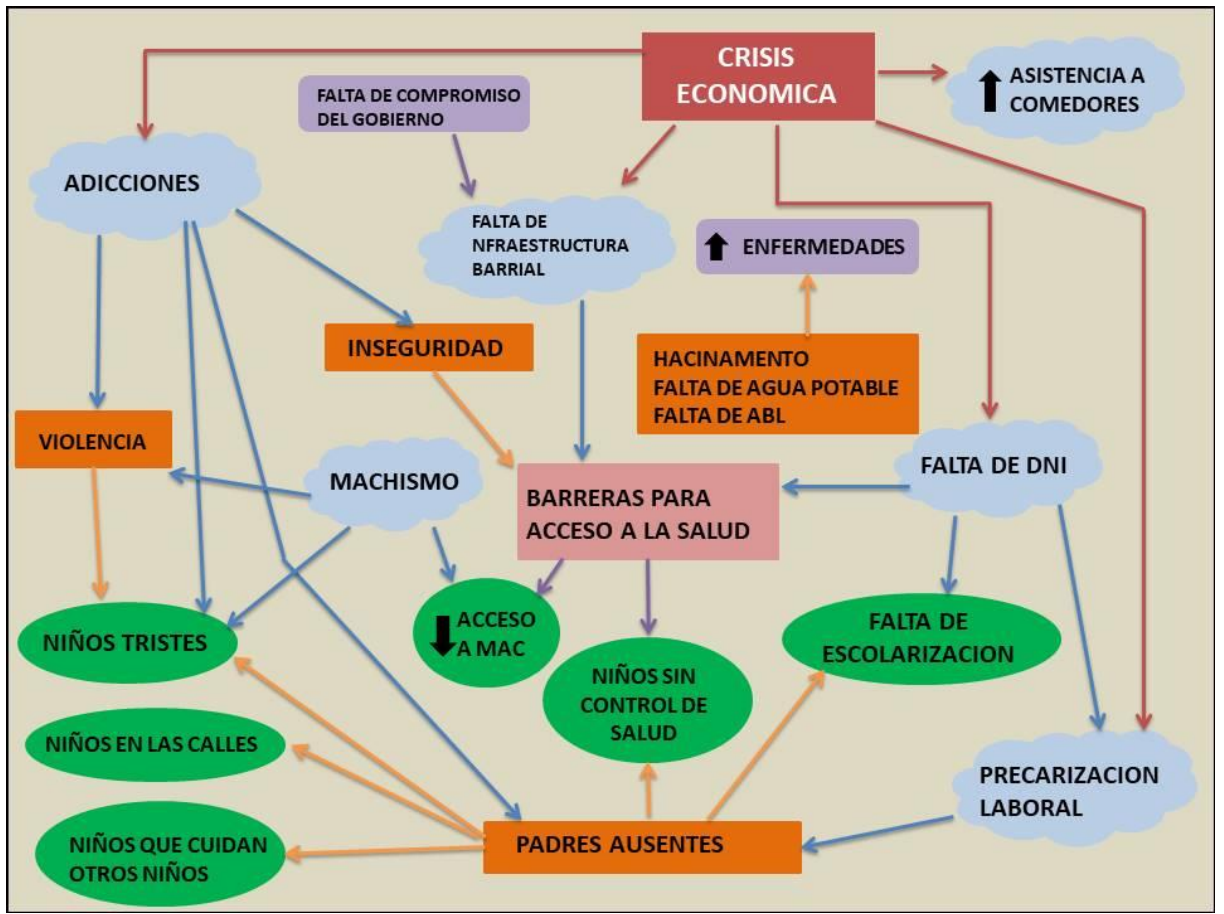 CRISIS
ECONOMICA
ASISTENCIA A
COMEDORES
FALTA DE COMPROMISO
DEL GOBIERNO
ADICCIONES
FALTA DE
NFRAESTRUCTURA
BARRIAL
ENFERMEDADES
INSEGURIDAD
HACINAMENTO
FALTA DE AGUA POTABLE
FALTA DE ABL
VIOLENCIA
MACHISMO
FALTA DE DNI
BARRERAS PARA
ACCESO A LA SALUD
NIÑOS TRISTES
ACCESO
A MAC
FALTA DE
ESCOLARIZACION
NIÑOS SIN
CONTROL DE
SALUD
NIÑOS EN LAS CALLES
PRECARIZACION
LABORAL
NIÑOS QUE CUIDAN
OTROS NIÑOS
PADRES AUSENTES